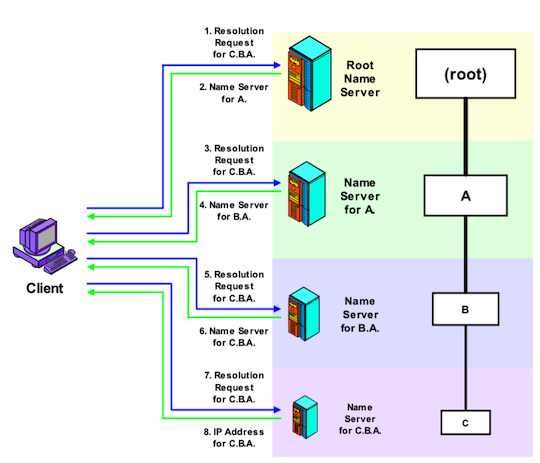 1. Resolution
Request
for C.B.A.
2. Name Server
for A.
Root
Name
Server
(root)
3. Resolution
Request
for C.B.A.
4. Name Server
for B.A.
Name
Server
for A.
A
Client
5. Resolution
Request
for C.B.A.
6. Name Server
for C.B.A.
Name
Server
for B.A.
B
7. Resolution
Request
for C.B.A.
8. IP Address
for C.B.A.
Name
Server
for C.B.A.
C